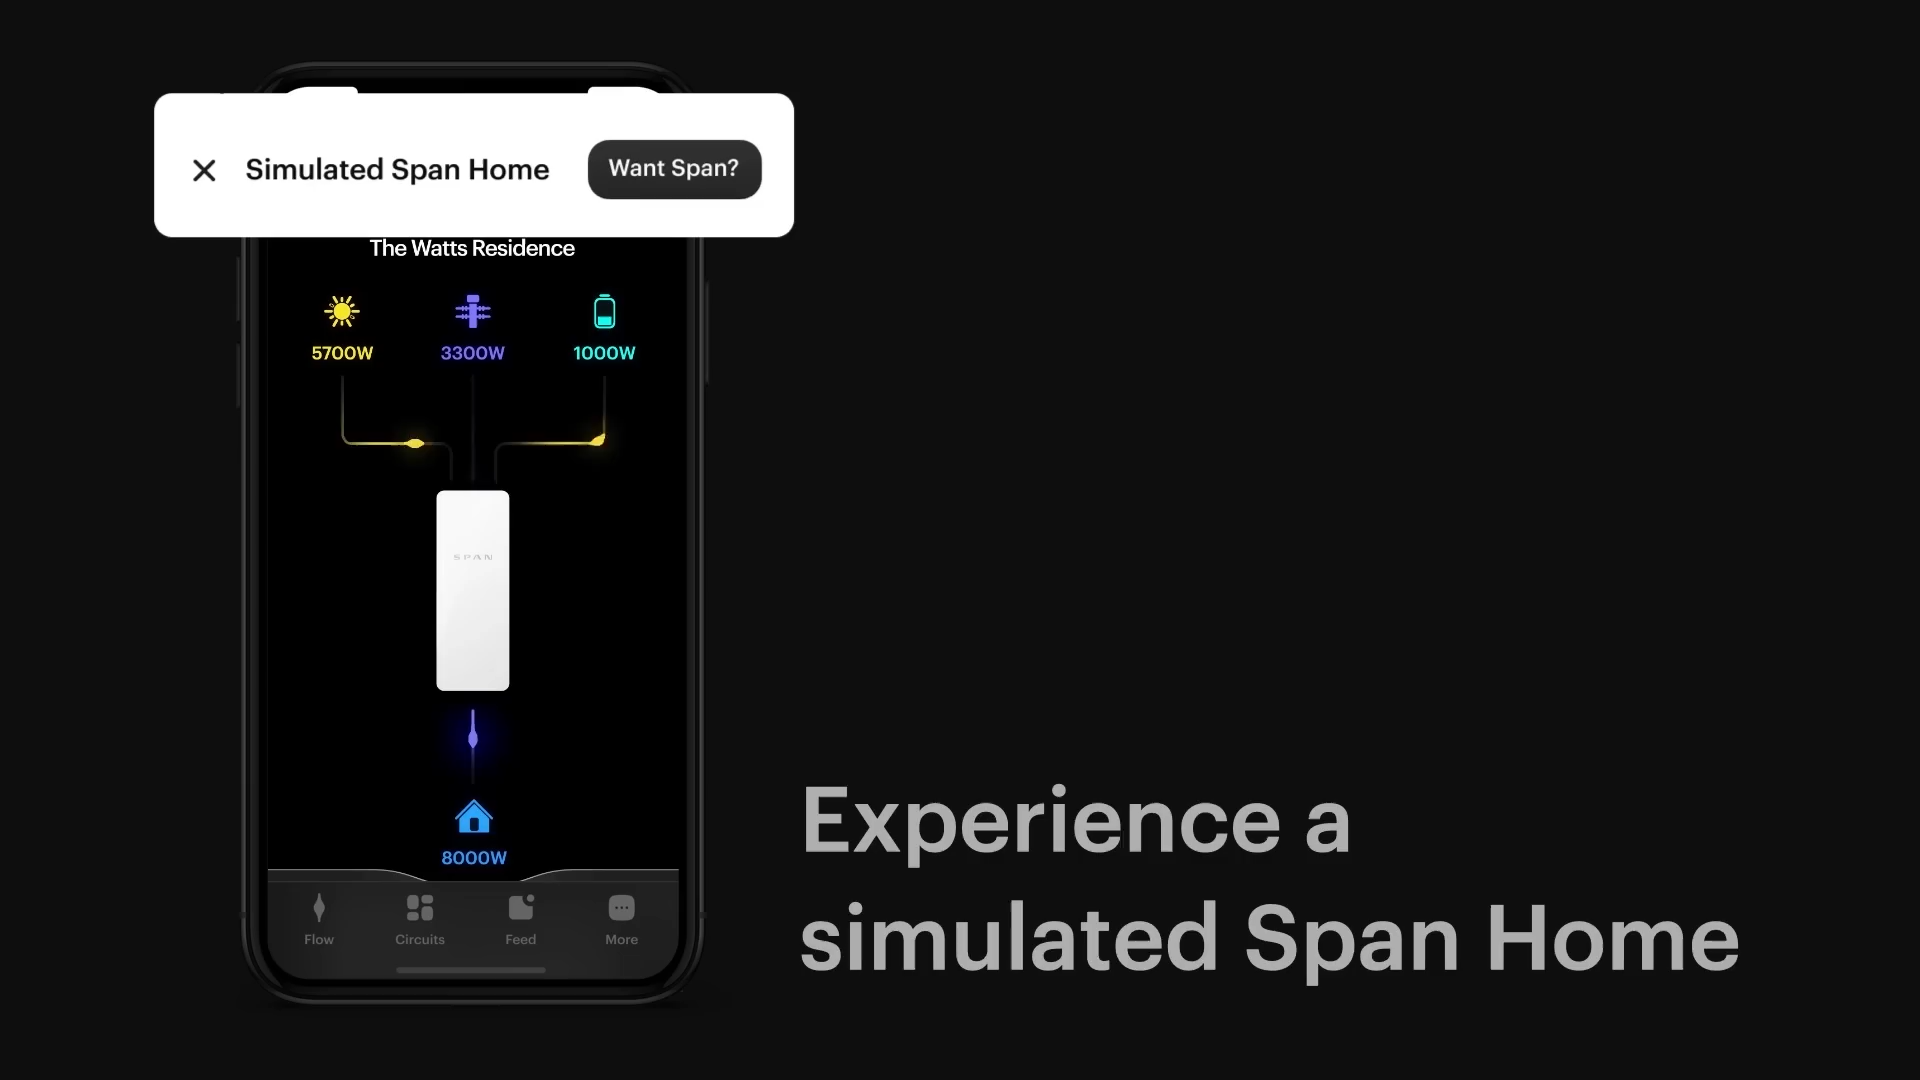 Simulated Span Home
Want Span?
The Watts Residence
5700W
3300W
1000W
SPAN
8000W
Flow
Circuits
Feed
More
Experience a
simulated Span Home